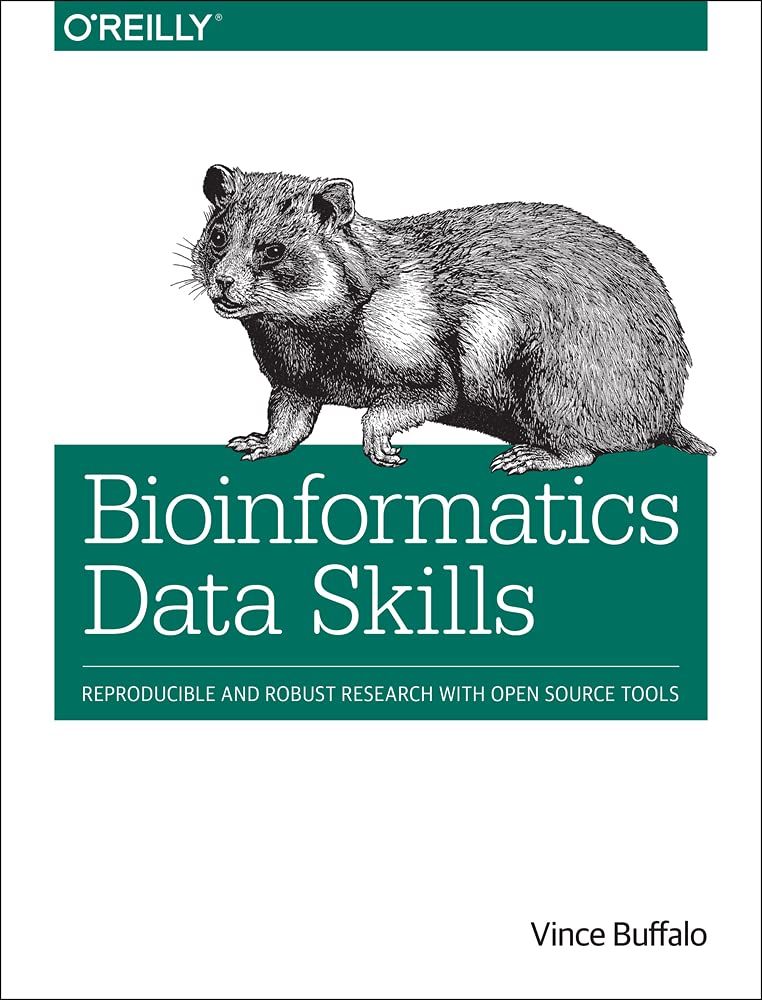 O'REILLY®
Bioinformatics
Data Skills
REPRODUCIBLE AND ROBUST RESEARCH WITH OPEN SOURCE TOOLS
Vince Buffalo